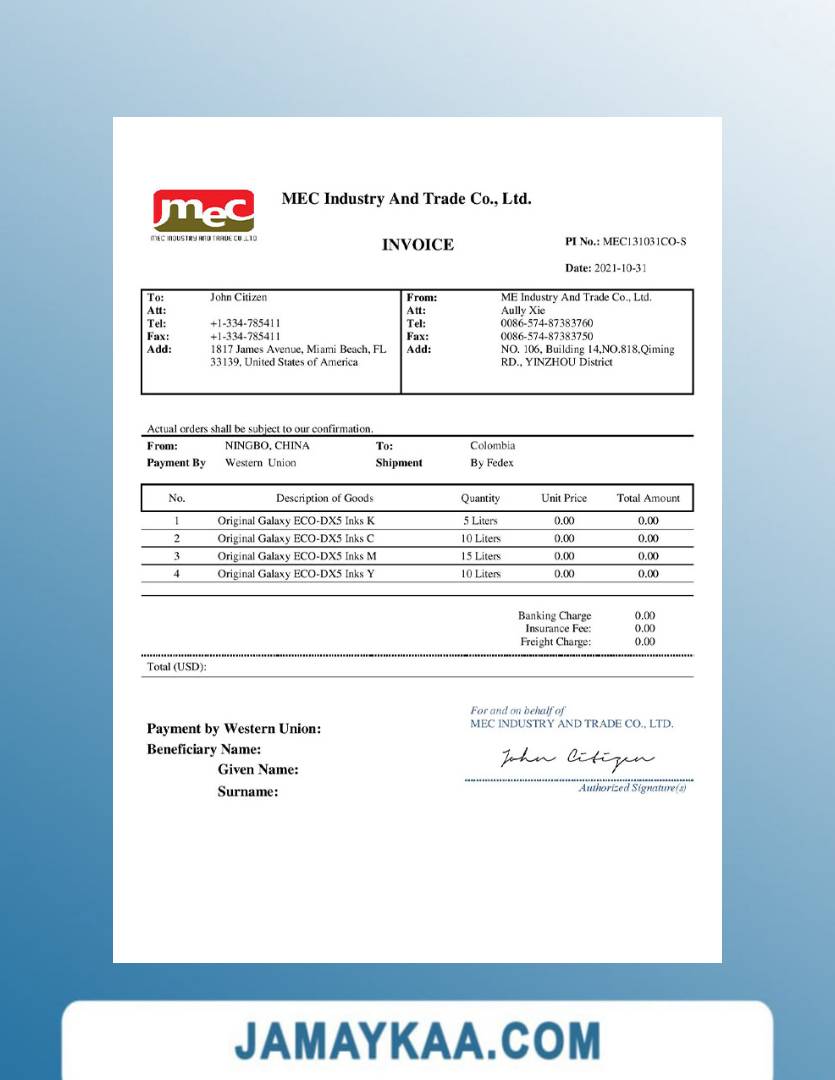 mec
MEC INDUSTRY AND TRADE CO.,LTD
MEC Industry And Trade Co., Ltd.
INVOICE
PI No.: MEC131031CO-S
Date: 2021-10-31
To: John Citizen
Att:
Tel: +1-334-785411
Fax: +1-334-785411
Add: 1817 James Avenue, Miami Beach, FL
33139, United States of America
From: ME Industry And Trade Co., Ltd.
Att: Aully Xie
Tel: 0086-574-87383760
Fax: 0086-574-87383750
Add: NO. 106, Building 14,NO.818,Qiming
RD., YINZHOU District
Actual orders shall be subject to our confirmation.
From: NINGBO, CHINA To: Colombia
Payment By Western Union Shipment By Fedex
No. Description of Goods Quantity Unit Price Total Amount
1 Original Galaxy ECO-DX5 Inks K 5 Liters 0.00 0.00
2 Original Galaxy ECO-DX5 Inks C 10 Liters 0.00 0.00
3 Original Galaxy ECO-DX5 Inks M 15 Liters 0.00 0.00
4 Original Galaxy ECO-DX5 Inks Y 10 Liters 0.00 0.00
Banking Charge 0.00
Insurance Fee: 0.00
Freight Charge: 0.00
Total (USD):
Payment by Western Union:
Beneficiary Name:
Given Name:
Surname:
For and on behalf of
MEC INDUSTRY AND TRADE CO., LTD.
John Citizen
Authorized Signature(s)
JAMAYKAA.COM